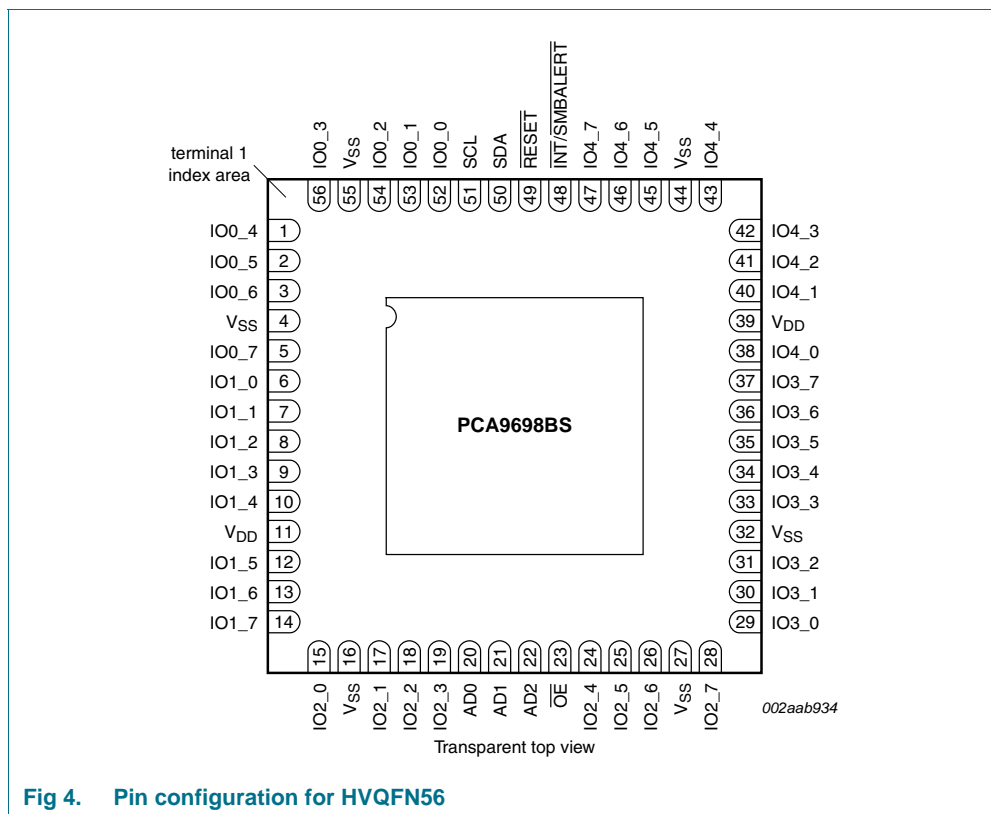 IO0_3
VSS
IO0_2
IO0_1
IO0_0
SCL
SDA
RESET
INT/SMBALERT
IO4_7
IO4_6
IO4_5
VSS
IO4_4
terminal 1
index area
56 55 54 53 52 51 50 49 48 47 46 45 44 43
IO0_4 1 42 IO4_3
IO0_5 2 41 IO4_2
IO0_6 3 40 IO4_1
VSS 4 39 VDD
IO0_7 5 38 IO4_0
IO1_0 6 37 IO3_7
IO1_1 7 36 IO3_6
IO1_2 8 35 IO3_5
IO1_3 9 34 IO3_4
IO1_4 10 33 IO3_3
VDD 11 32 VSS
IO1_5 12 31 IO3_2
IO1_6 13 30 IO3_1
IO1_7 14 29 IO3_0
PCA9698BS
15 16 17 18 19 20 21 22 23 24 25 26 27 28
IO2_0
VSS
IO2_1
IO2_2
IO2_3
AD0
AD1
AD2
OE
IO2_4
IO2_5
IO2_6
VSS
IO2_7
002aab934
Transparent top view
Fig 4. Pin configuration for HVQFN56